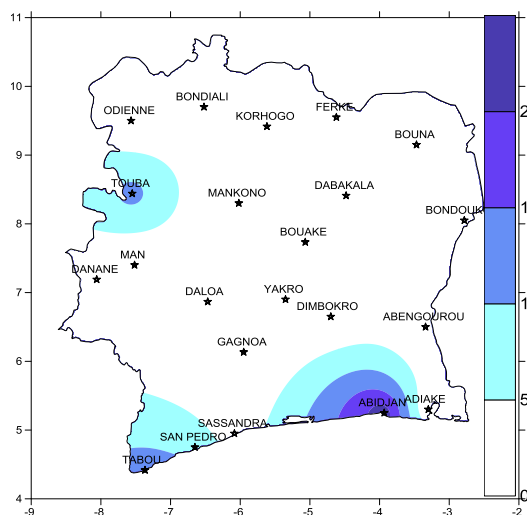 11
10
9
8
7
6
5
4
-9
-8
-7
-6
-5
-4
-3
-2
BONDIALI
ODIENNE
KORHOGO
FERKE
BOUNA
TOUBA
MANKONO
DABAKALA
BONDOUK
BOUAKE
MAN
DANANE
DALOA
YAKRO
DIMBOKRO
ABENGOUROU
GAGNOA
ABIDJAN
ADIAKE
SASSANDRA
SAN PEDRO
TABOU
2
1
1
5
0